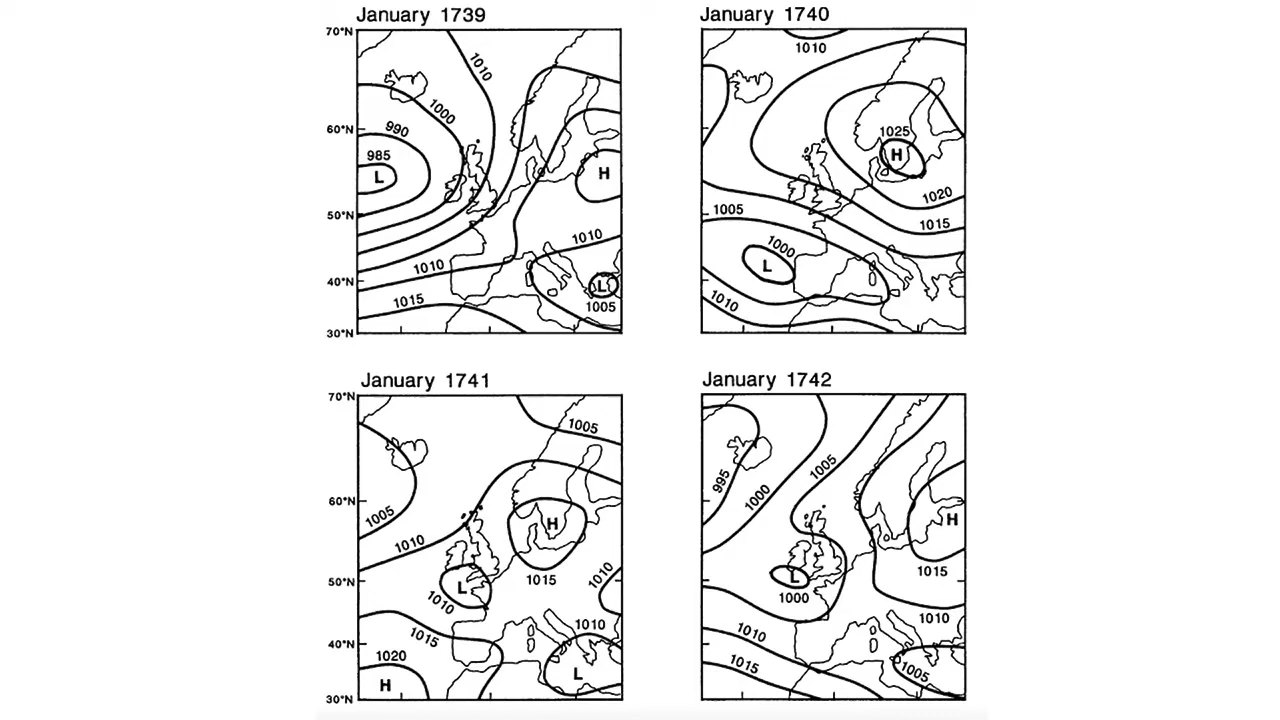 January 1739
70°N
1010
1000
60°N
990
985
L
H
50°N
1010
1010
40°N
L
1015
1005
30°N
January 1740
1010
1025
H
1020
1005
1015
1000
L
1010
January 1741
70°N
1005
60°N
H
1005
1010
1015
50°N
L
1010
1010
1010
1015
40°N
1020
H
L
30°N
January 1742
995
1005
1000
H
L
1015
1000
1010
1010
1015
1005